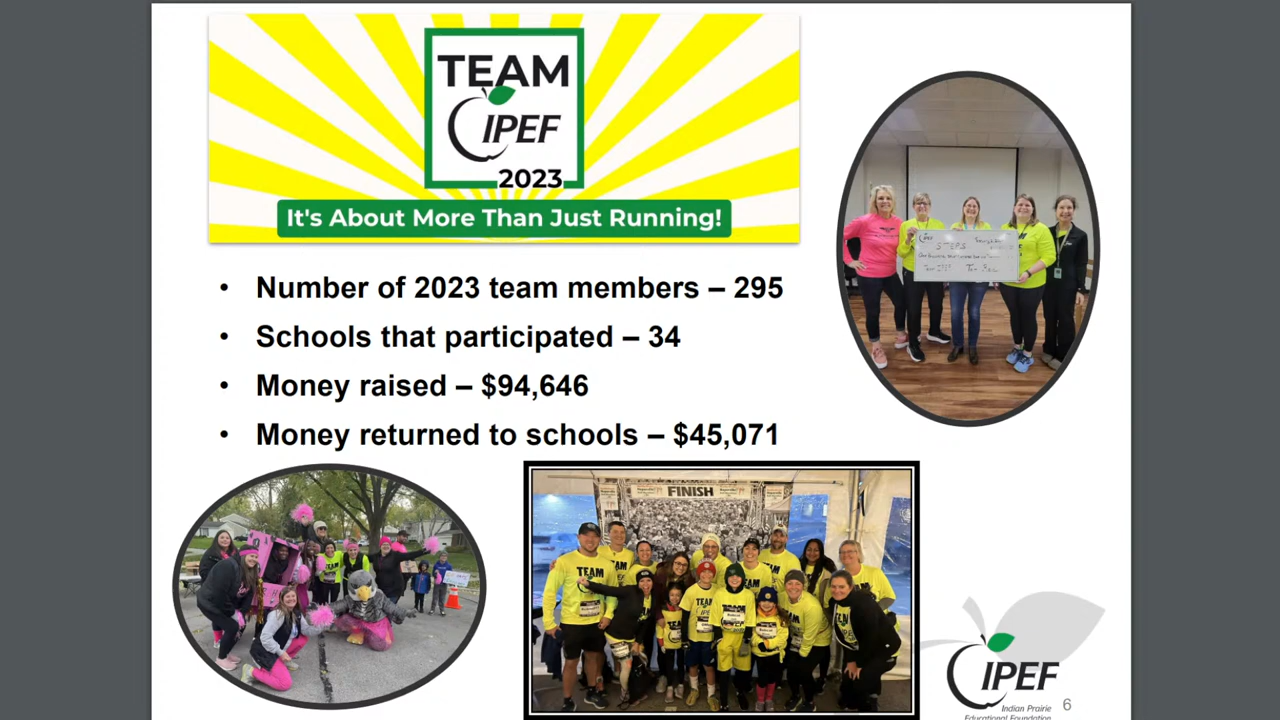 TEAM
IPEF
2023
It's About More Than Just Running!
• Number of 2023 team members – 295
• Schools that participated – 34
• Money raised – $94,646
• Money returned to schools – $45,071
STEPS
FINISH
TEAM
TEAM
IPEF
IPEF
Indian Prairie
Educational Foundation
6